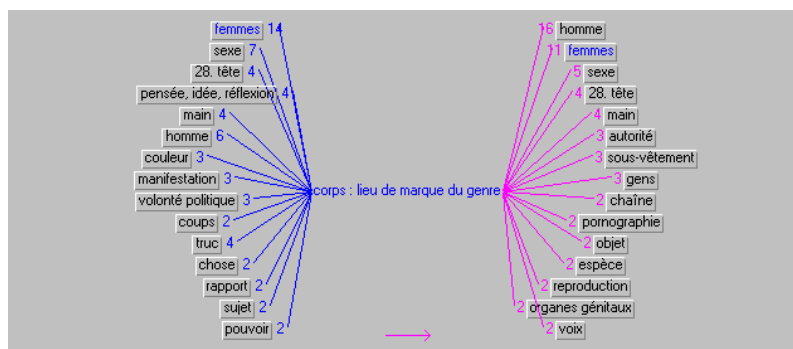 femmes 14
sexe 7
28. tête 4
pensée, idée, réflexion 4
main 4
homme 6
couleur 3
manifestation 3
volonté politique 3
coups 2
truc 4
chose 2
rapport 2
sujet 2
pouvoir 2
corps : lieu de marque du genre
16 homme
11 femmes
5 sexe
4 28. tête
4 main
3 autorité
3 sous-vêtement
3 gens
2 chaîne
2 pornographie
2 objet
2 espèce
2 reproduction
2 organes génitaux
2 voix